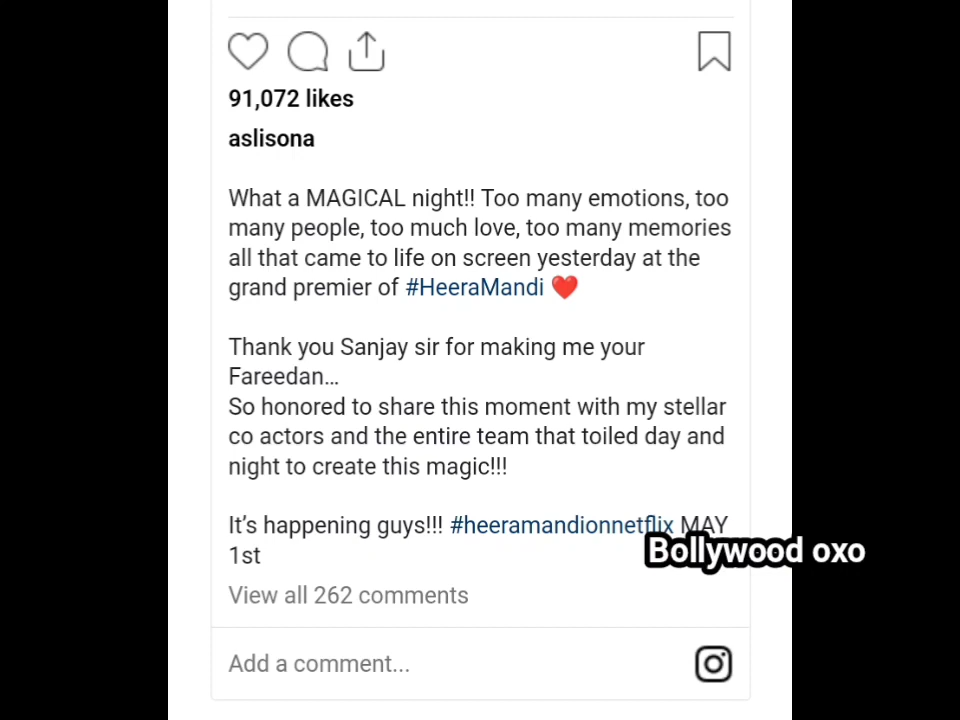 91,072 likes
aslisona
What a MAGICAL night!! Too many emotions, too
many people, too much love, too many memories
all that came to life on screen yesterday at the
grand premier of #HeeraMandi ❤️
Thank you Sanjay sir for making me your
Fareedan...
So honored to share this moment with my stellar
co actors and the entire team that toiled day and
night to create this magic!!!
It's happening guys!!! #heeramandionnetflix MAY
1st
Bollywood oxo
View all 262 comments
Add a comment...